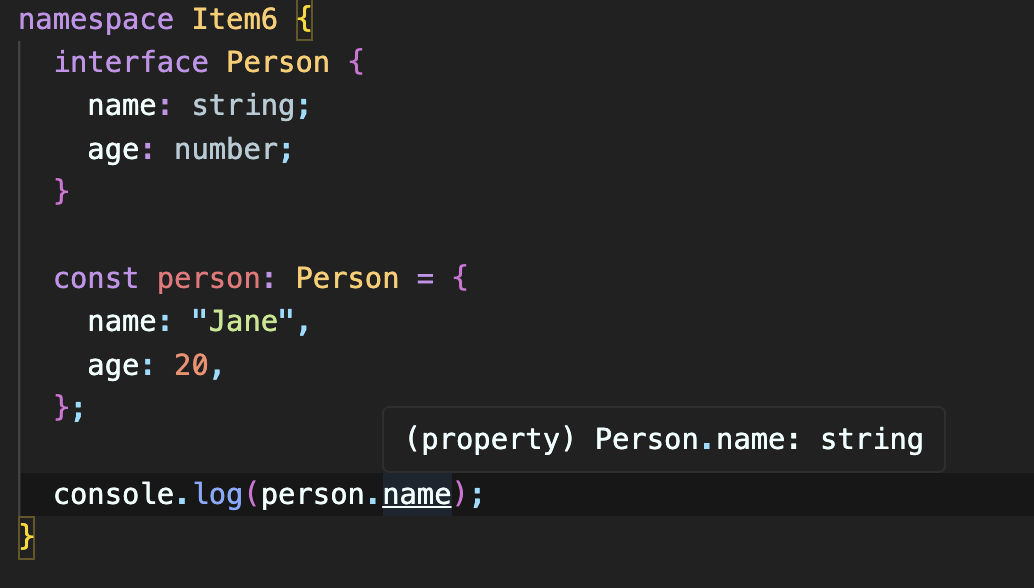 namespace Item6 {
  interface Person {
    name: string;
    age: number;
  }

  const person: Person = {
    name: "Jane",
    age: 20,
  };
(property) Person.name: string
  console.log(person.name);
}